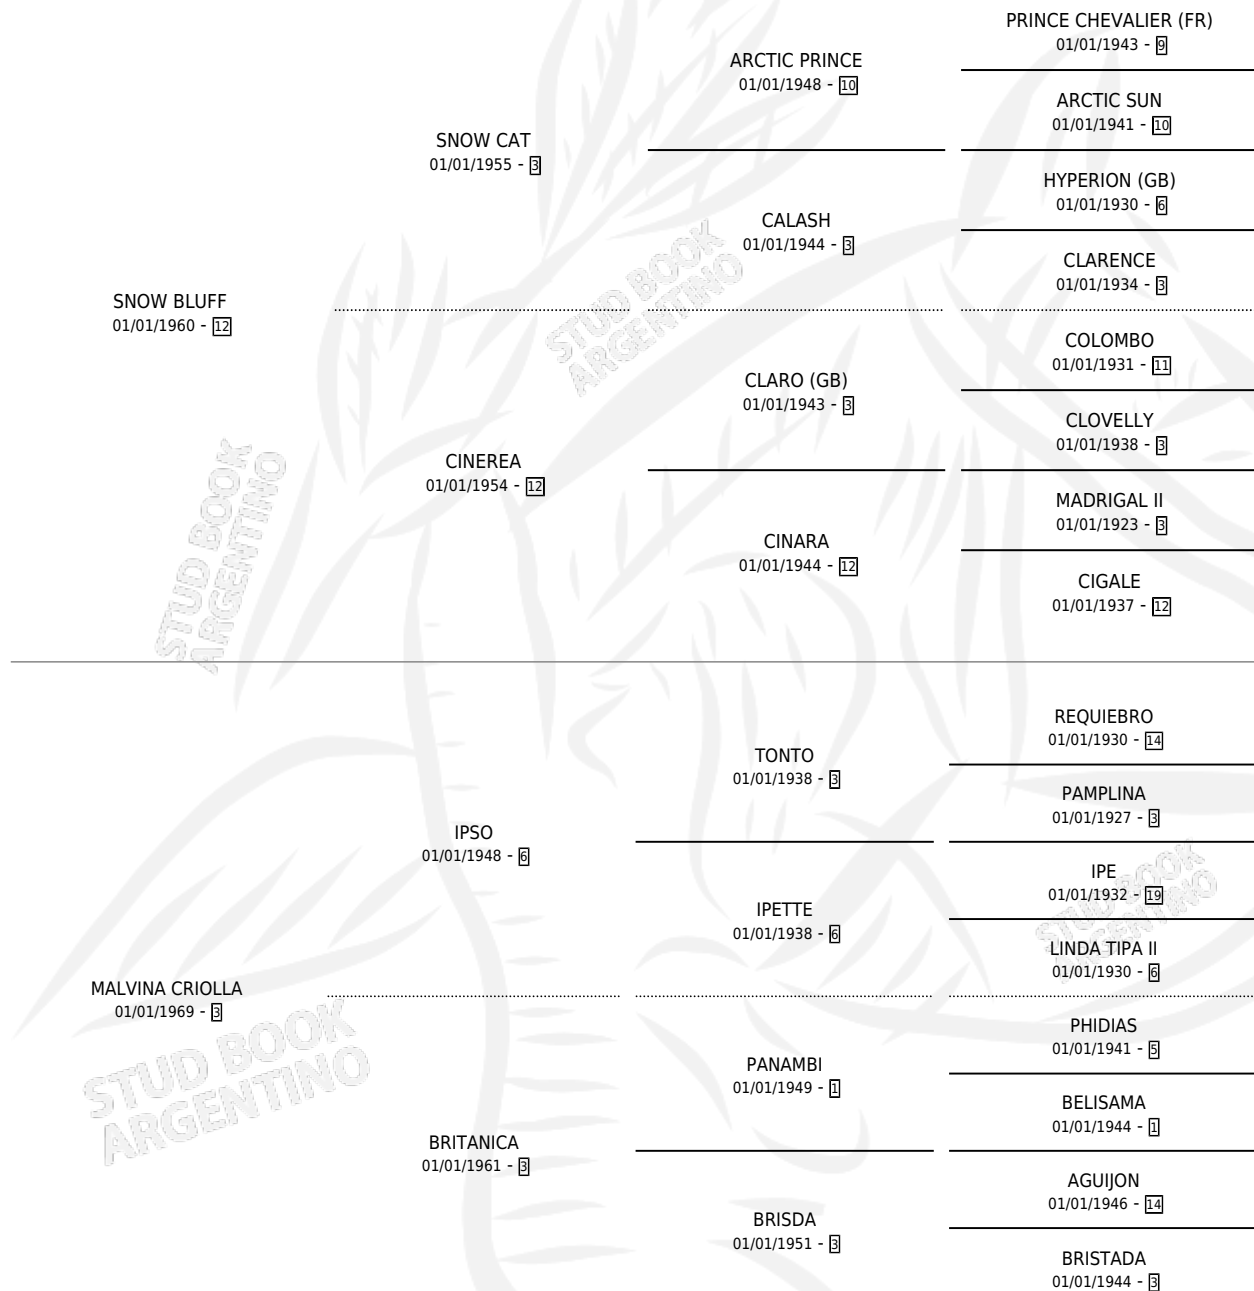 PRINCE CHEVALIER (FR)
01/01/1943 - 9
ARCTIC PRINCE
01/01/1948 - 10
ARCTIC SUN
01/01/1941 - 10
SNOW CAT
01/01/1955 - 3
HYPERION (GB)
01/01/1930 - 6
CALASH
01/01/1944 - 3
CLARENCE
01/01/1934 - 3
SNOW BLUFF
01/01/1960 - 12
COLOMBO
01/01/1931 - 11
CLARO (GB)
01/01/1943 - 3
CLOVELLY
01/01/1938 - 3
CINEREA
01/01/1954 - 12
MADRIGAL II
01/01/1923 - 3
CINARA
01/01/1944 - 12
CIGALE
01/01/1937 - 12
REQUIEBRO
01/01/1930 - 14
TONTO
01/01/1938 - 3
PAMPLINA
01/01/1927 - 3
IPSO
01/01/1948 - 6
IPE
01/01/1932 - 19
IPETTE
01/01/1938 - 6
LINDA TIPA II
01/01/1930 - 6
MALVINA CRIOLLA
01/01/1969 - 3
PHIDIAS
01/01/1941 - 5
PANAMBI
01/01/1949 - 1
BELISAMA
01/01/1944 - 1
BRITANICA
01/01/1961 - 3
AGUIJON
01/01/1946 - 14
BRISDA
01/01/1951 - 3
BRISTADA
01/01/1944 - 3
STUD BOOK
ARGENTINO
STUD BOOK
ARGENTINO
STUD BOOK
ARGENTINO
STUD BOOK
ARGENTINO